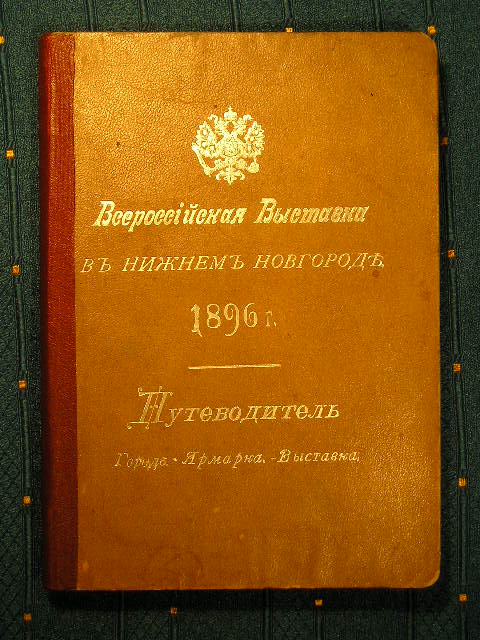 Всероссійская Выставка
ВЪ НИЖНЕМЪ НОВГОРОДѢ
1896 г.
Путеводитель
Городъ. - Ярмарка. - Выставка.